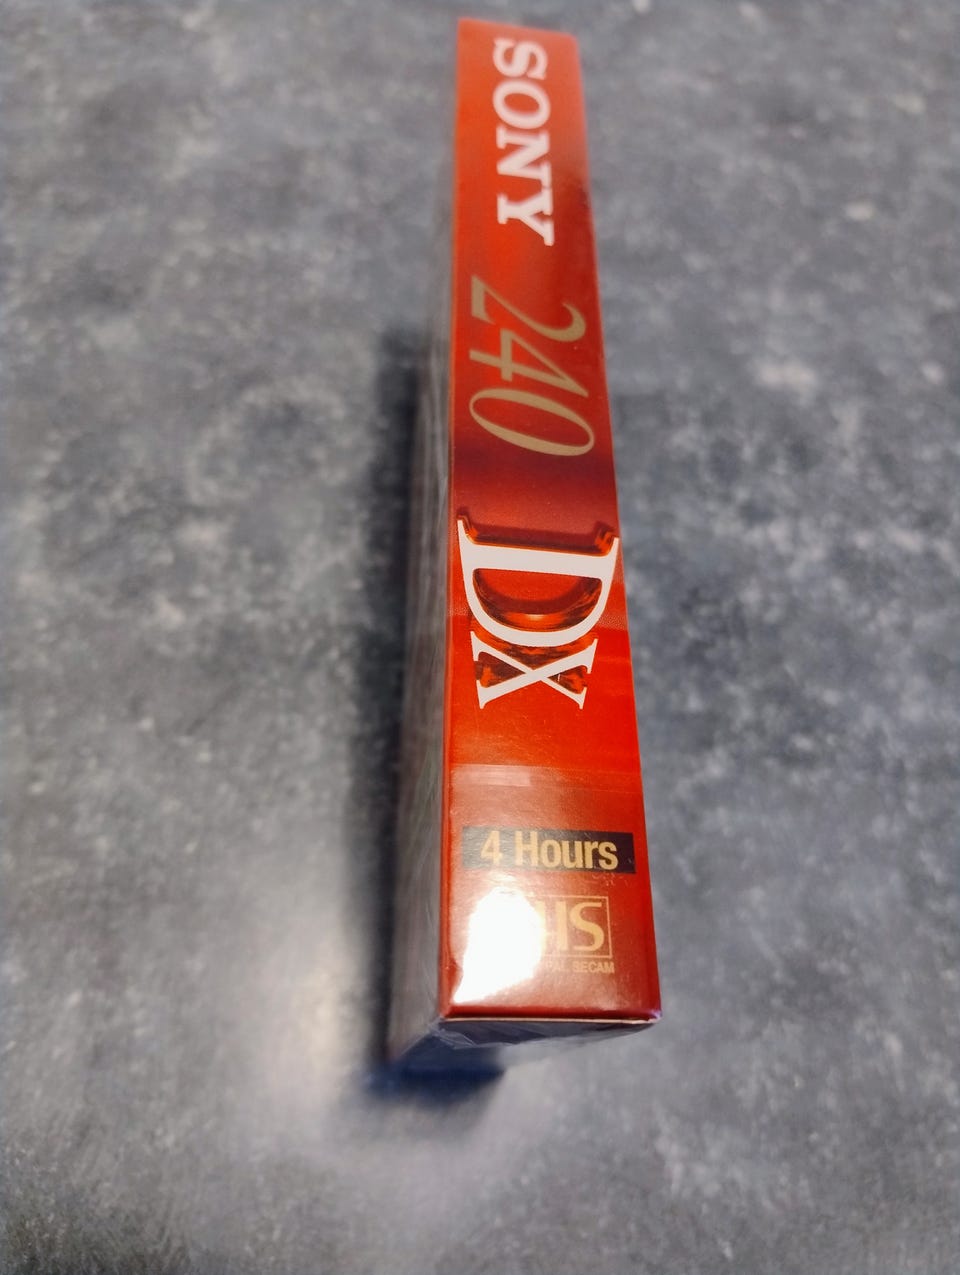 SONY
240
DX
4 Hours
PAL SECAM